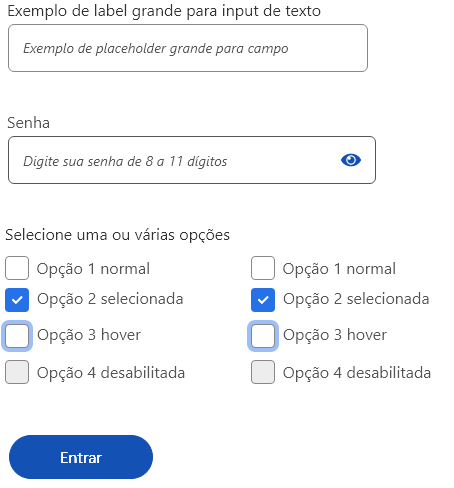 Exemplo de label grande para input de texto
Exemplo de placeholder grande para campo
Senha
Digite sua senha de 8 a 11 dígitos
Selecione uma ou várias opções
Opção 1 normal
Opção 1 normal
Opção 2 selecionada
Opção 2 selecionada
Opção 3 hover
Opção 3 hover
Opção 4 desabilitada
Opção 4 desabilitada
Entrar